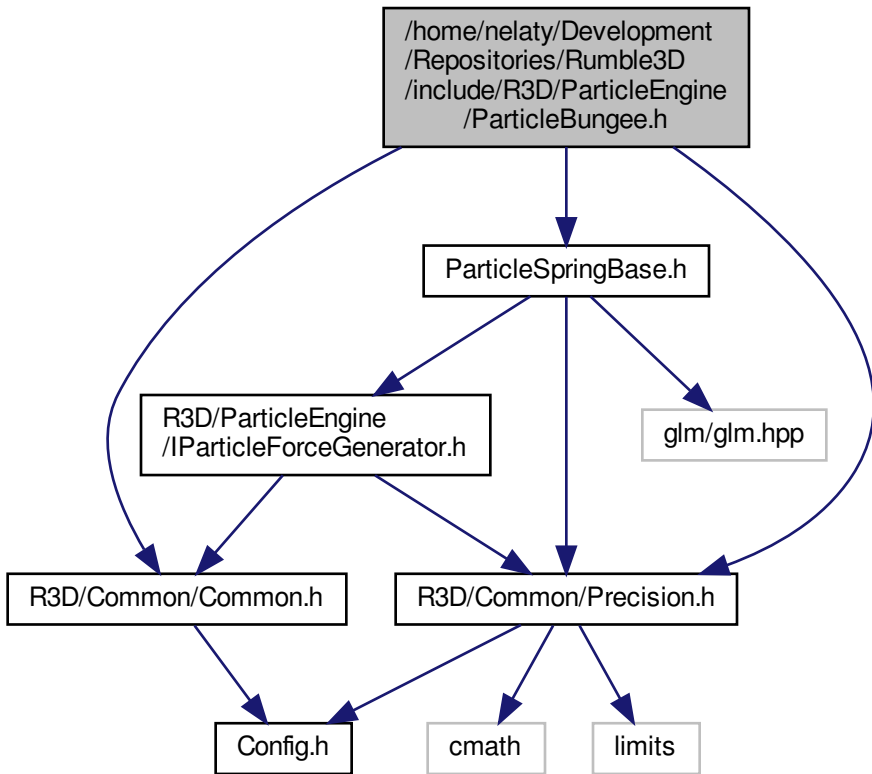 /home/nelaty/Development
/Repositories/Rumble3D
/include/R3D/ParticleEngine
/ParticleBungee.h
ParticleSpringBase.h
R3D/ParticleEngine
/IParticleForceGenerator.h
glm/glm.hpp
R3D/Common/Common.h
R3D/Common/Precision.h
Config.h
cmath
limits